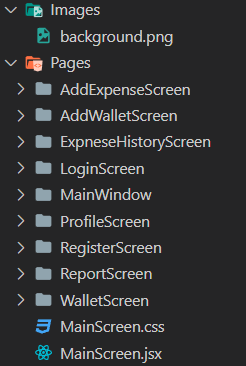 Images
background.png
Pages
AddExpenseScreen
AddWalletScreen
ExpneseHistoryScreen
LoginScreen
MainWindow
ProfileScreen
RegisterScreen
ReportScreen
WalletScreen
MainScreen.css
MainScreen.jsx